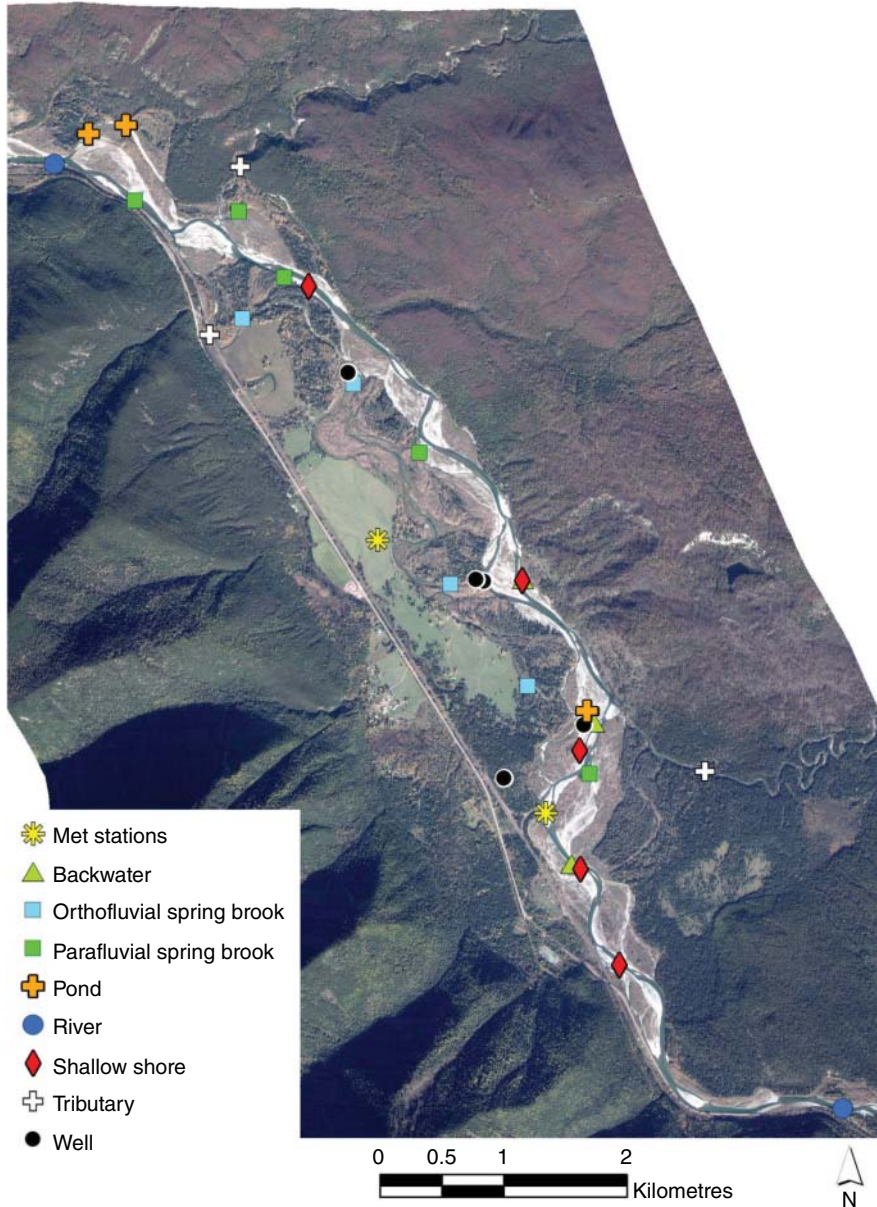 Met stations
Backwater
Orthofluvial spring brook
Parafluvial spring brook
Pond
River
Shallow shore
Tributary
Well
0 0.5 1 2
Kilometres
N